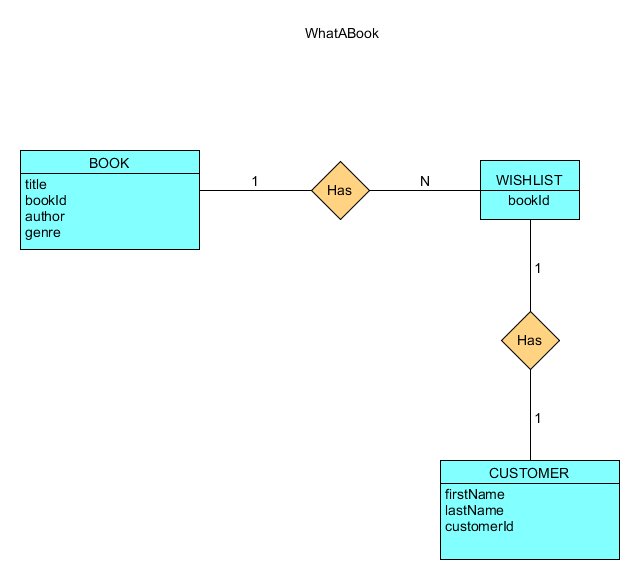 WhatABook
BOOK
title
bookId
author
genre
1
Has
N
WISHLIST
bookId
1
Has
1
CUSTOMER
firstName
lastName
customerId